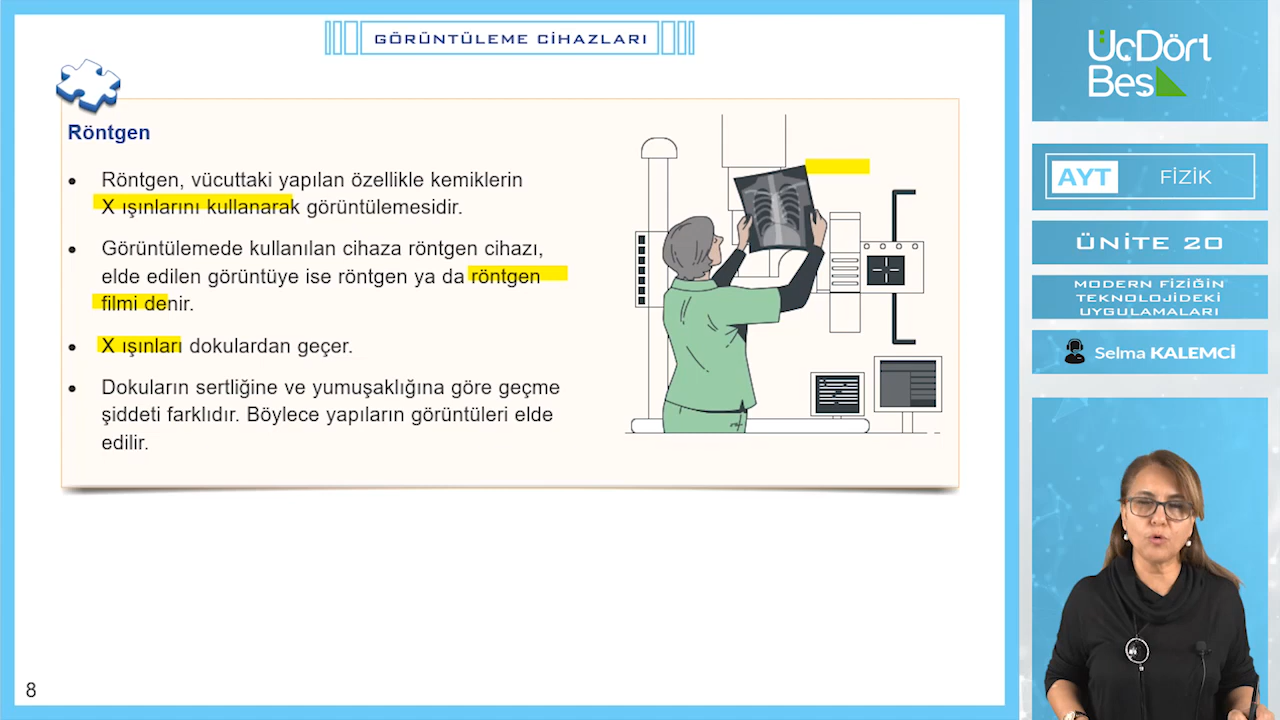 GÖRÜNTÜLEME CİHAZLARI
Röntgen
• Röntgen, vücuttaki yapılan özellikle kemiklerin
X ışınlarını kullanarak görüntülemesidir.
• Görüntülemede kullanılan cihaza röntgen cihazı,
elde edilen görüntüye ise röntgen ya da röntgen
filmi denir.
• X ışınları dokulardan geçer.
• Dokuların sertliğine ve yumuşaklığına göre geçme
şiddeti farklıdır. Böylece yapıların görüntüleri elde
edilir.
8
ÜçDört
Beş
AYT FİZİK
ÜNİTE 20
MODERN FİZİĞİN
TEKNOLOJİDEKİ
UYGULAMALARI
Selma KALEMCİ